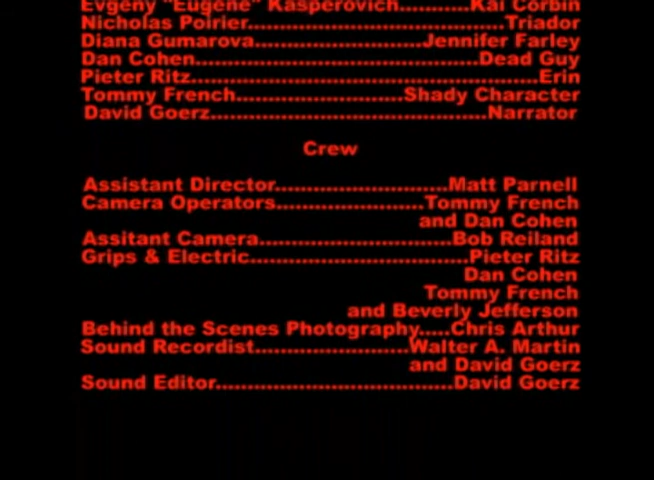 Evgeny "Eugene" Kasperovich...........Kai Corbin
Nicholas Poirier.................................Triador
Diana Gumarova......................Jennifer Farley
Dan Cohen.....................................Dead Guy
Pieter Ritz.............................................Erin
Tommy French......................Shady Character
David Goerz....................................Narrator
Crew
Assistant Director.......................Matt Parnell
Camera Operators....................Tommy French
and Dan Cohen
Assitant Camera.........................Bob Reiland
Grips & Electric............................Pieter Ritz
Dan Cohen
Tommy French
and Beverly Jefferson
Behind the Scenes Photography.....Chris Arthur
Sound Recordist....................Walter A. Martin
and David Goerz
Sound Editor...............................David Goerz